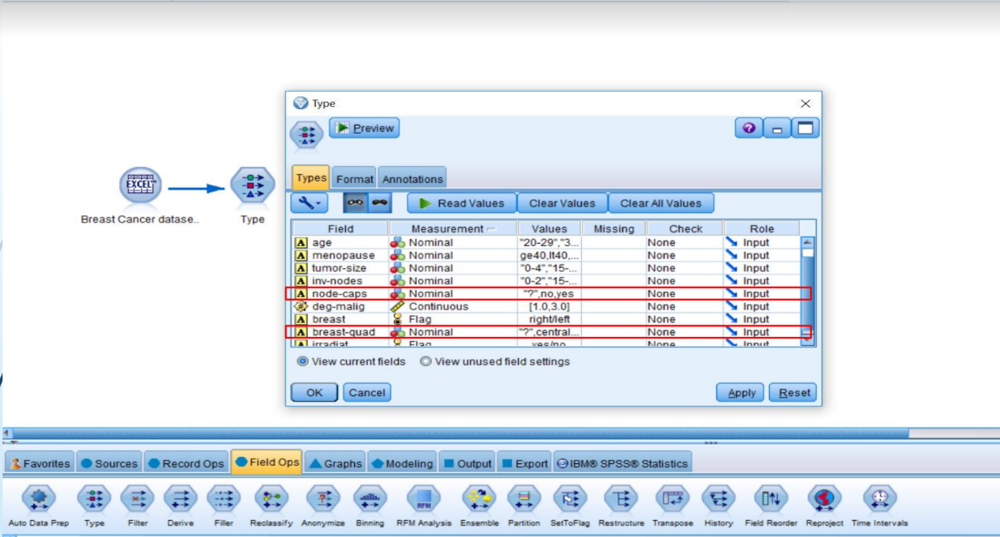 Type
Preview
Types Format Annotations
Read Values Clear Values Clear All Values
Field Measurement Values Missing Check Role
age Nominal "20-29","3... None Input
menopause Nominal ge40,lt40,... None Input
tumor-size Nominal "0-4","15-... None Input
inv-nodes Nominal "0-2","15-... None Input
node-caps Nominal "?",no,yes None Input
deg-malig Continuous [1.0,3.0] None Input
breast Flag right/left None Input
breast-quad Nominal "?",central... None Input
irradiat Flag yes/no None Input
View current fields View unused field settings
OK Cancel Apply Reset
EXCEL
Breast Cancer datase.. Type
Favorites Sources Record Ops Field Ops Graphs Modeling Output Export IBM® SPSS® Statistics
RFM
Auto Data Prep Type Filter Derive Filler Reclassify Anonymize Binning RFM Analysis Ensemble Partition SetToFlag Restructure Transpose History Field Reorder Reproject Time Intervals